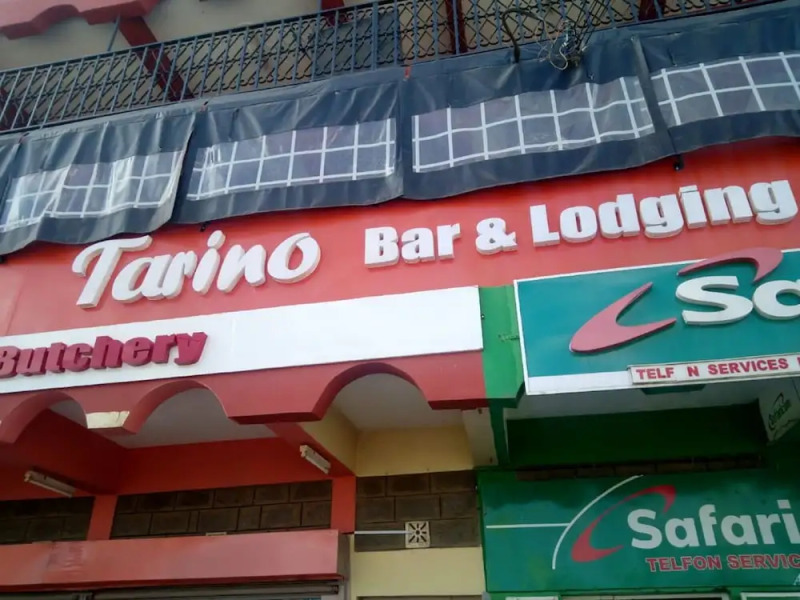 Tarino Bar & Lodging
Butchery
TELF N SERVICES
Safari
TELFON SERVIC